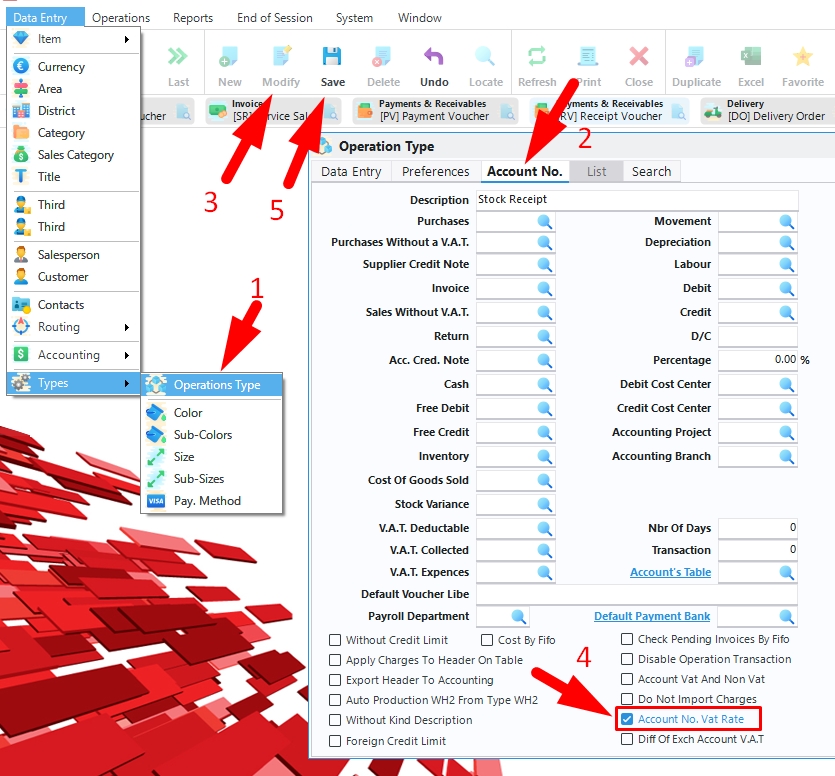 Data Entry Operations Reports End of Session System Window
Item
Currency
Area
District
Category
Sales Category
Title
Third
Third
Salesperson
Customer
Contacts
Routing
Accounting
Types
Operations Type
Color
Sub-Colors
Size
Sub-Sizes
Pay. Method
Last New Modify Save Delete Undo Locate Refresh Print Close Duplicate Excel Favorite
Invoice Payments & Receivables Payments & Receivables Delivery
[PV] Payment Voucher Receipt Voucher [DO] Delivery Order
1
2
3
4
5
Operation Type
Data Entry Preferences Account No. List Search
Description Stock Receipt
Purchases Movement
Purchases Without a V.A.T. Depreciation
Supplier Credit Note Labour
Invoice Debit
Sales Without V.A.T. Credit
Return D/C
Acc. Cred. Note Percentage 0.00 %
Cash Debit Cost Center
Free Debit Credit Cost Center
Free Credit Accounting Project
Inventory Accounting Branch
Cost Of Goods Sold
Stock Variance
V.A.T. Deductable Nbr Of Days 0
V.A.T. Collected Transaction 0
V.A.T. Expences Account's Table
Default Voucher Libe
Payroll Department Default Payment Bank
Without Credit Limit Cost By Fifo Check Pending Invoices By Fifo
Apply Charges To Header On Table Disable Operation Transaction
Export Header To Accounting Account Vat And Non Vat
Auto Production WH2 From Type WH2 Do Not Import Charges
Without Kind Description Account No. Vat Rate
Foreign Credit Limit Diff Of Exch Account V.A.T